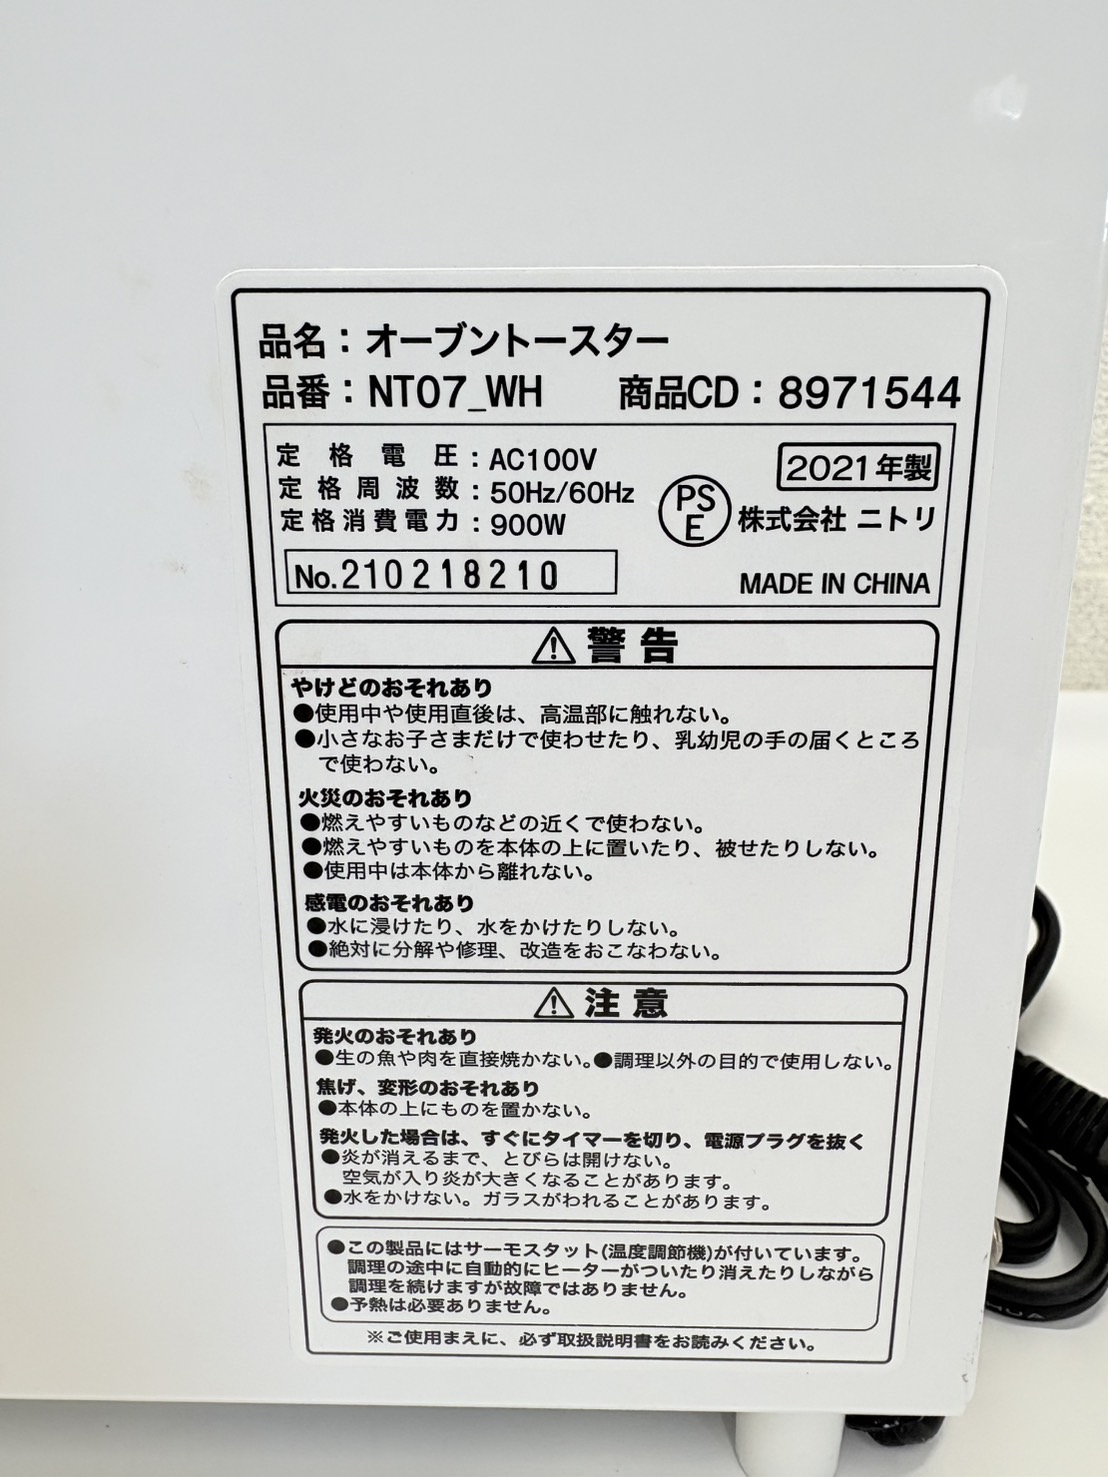 品名：オーブントースター
品番：NT07_WH 商品CD：8971544
定格電圧：AC100V
2021年製
定格周波数：50Hz/60Hz
PS
E
株式会社 ニトリ
定格消費電力：900W
No.210218210
MADE IN CHINA
⚠警告
やけどのおそれあり
●使用中や使用直後は、高温部に触れない。
●小さなお子さまだけで使わせたり、乳幼児の手の届くところ
で使わない。
火災のおそれあり
●燃えやすいものなどの近くで使わない。
●燃えやすいものを本体の上に置いたり、被せたりしない。
●使用中は本体から離れない。
感電のおそれあり
●水に浸けたり、水をかけたりしない。
●絶対に分解や修理、改造をおこなわない。
⚠注意
発火のおそれあり
●生の魚や肉を直接焼かない。●調理以外の目的で使用しない。
焦げ、変形のおそれあり
●本体の上にものを置かない。
発火した場合は、すぐにタイマーを切り、電源プラグを抜く
●炎が消えるまで、とびらは開けない。
空気が入り炎が大きくなることがあります。
●水をかけない。ガラスがわれることがあります。
●この製品にはサーモスタット(温度調節機)が付いています。
調理の途中に自動的にヒーターがついたり消えたりしながら
調理を続けますが故障ではありません。
●予熱は必要ありません。
※ご使用まえに、必ず取扱説明書をお読みください。